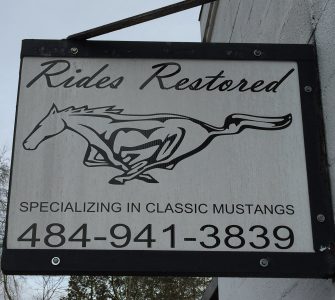 Rides Restored
SPECIALIZING IN CLASSIC MUSTANGS
484-941-3839